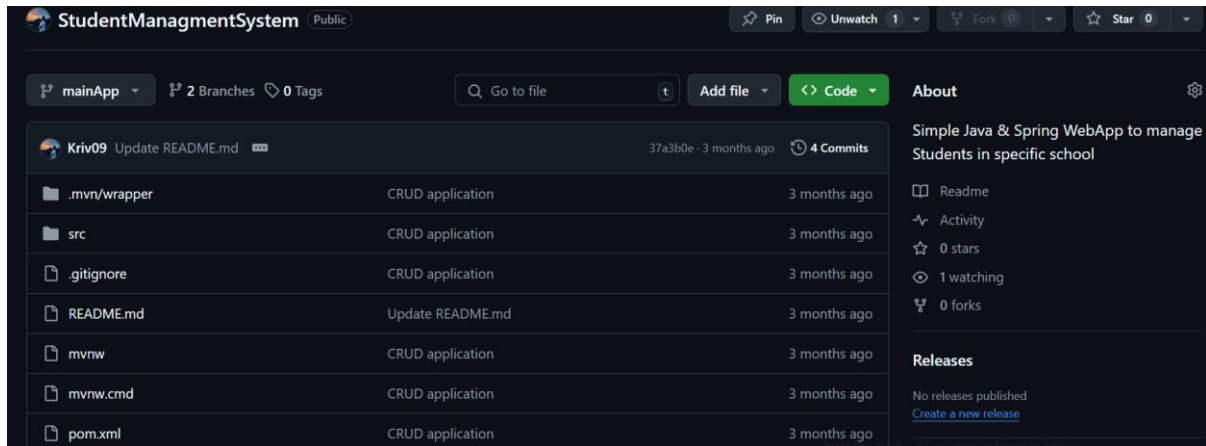 StudentManagmentSystem Public Pin Unwatch 1 Fork 0 Star 0
mainApp 2 Branches 0 Tags Go to file t Add file Code
Kriv09 Update README.md 37a3b0e · 3 months ago 4 Commits
.mvn/wrapper CRUD application 3 months ago
src CRUD application 3 months ago
.gitignore CRUD application 3 months ago
README.md Update README.md 3 months ago
mvnw CRUD application 3 months ago
mvnw.cmd CRUD application 3 months ago
pom.xml CRUD application 3 months ago
About
Simple Java & Spring WebApp to manage
Students in specific school
Readme
Activity
0 stars
1 watching
0 forks
Releases
No releases published
Create a new release